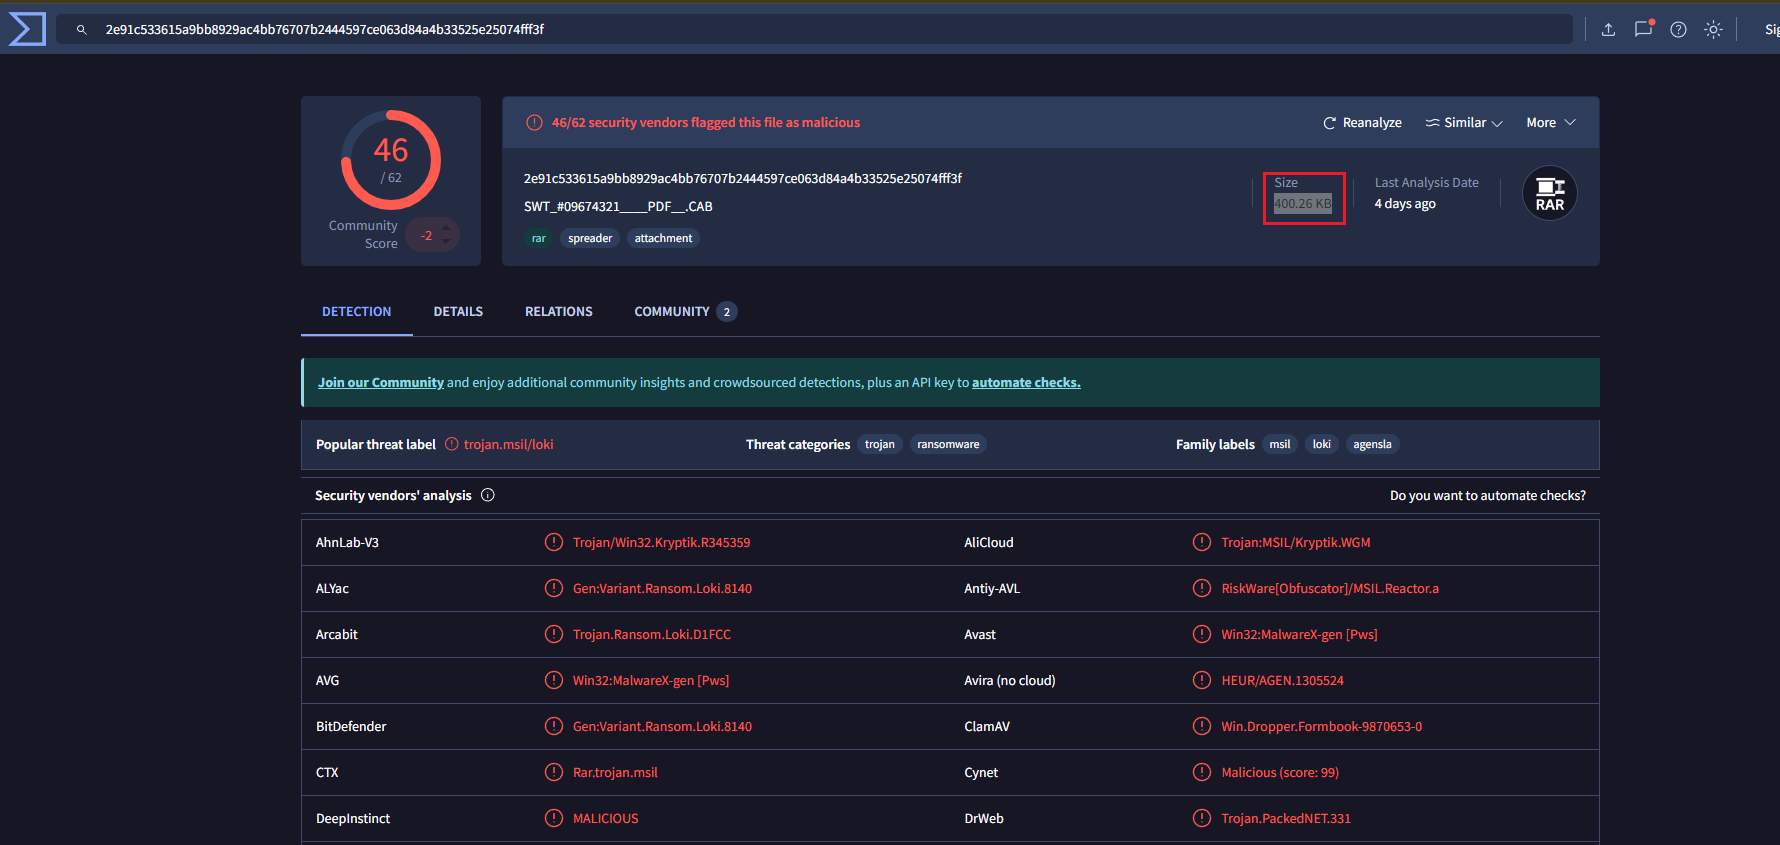 2e91c533615a9bb8929ac4bb76707b2444597ce063d84a4b33525e25074fff3f
Sig
46
/ 62
Community
Score
-2
46/62 security vendors flagged this file as malicious
Reanalyze
Similar
More
2e91c533615a9bb8929ac4bb76707b2444597ce063d84a4b33525e25074fff3f
SWT_#09674321____PDF__.CAB
rar
spreader
attachment
Size
400.26 KB
Last Analysis Date
4 days ago
RAR
DETECTION
DETAILS
RELATIONS
COMMUNITY 2
Join our Community and enjoy additional community insights and crowdsourced detections, plus an API key to automate checks.
Popular threat label trojan.msil/loki
Threat categories trojan ransomware
Family labels msil loki agensla
Security vendors' analysis
Do you want to automate checks?
AhnLab-V3 Trojan/Win32.Kryptik.R345359 AliCloud Trojan:MSIL/Kryptik.WGM
ALYac Gen:Variant.Ransom.Loki.8140 Antiy-AVL RiskWare[Obfuscator]/MSIL.Reactor.a
Arcabit Trojan.Ransom.Loki.D1FCC Avast Win32:MalwareX-gen [Pws]
AVG Win32:MalwareX-gen [Pws] Avira (no cloud) HEUR/AGEN.1305524
BitDefender Gen:Variant.Ransom.Loki.8140 ClamAV Win.Dropper.Formbook-9870653-0
CTX Rar.trojan.msil Cynet Malicious (score: 99)
DeepInstinct MALICIOUS DrWeb Trojan.PackedNET.331